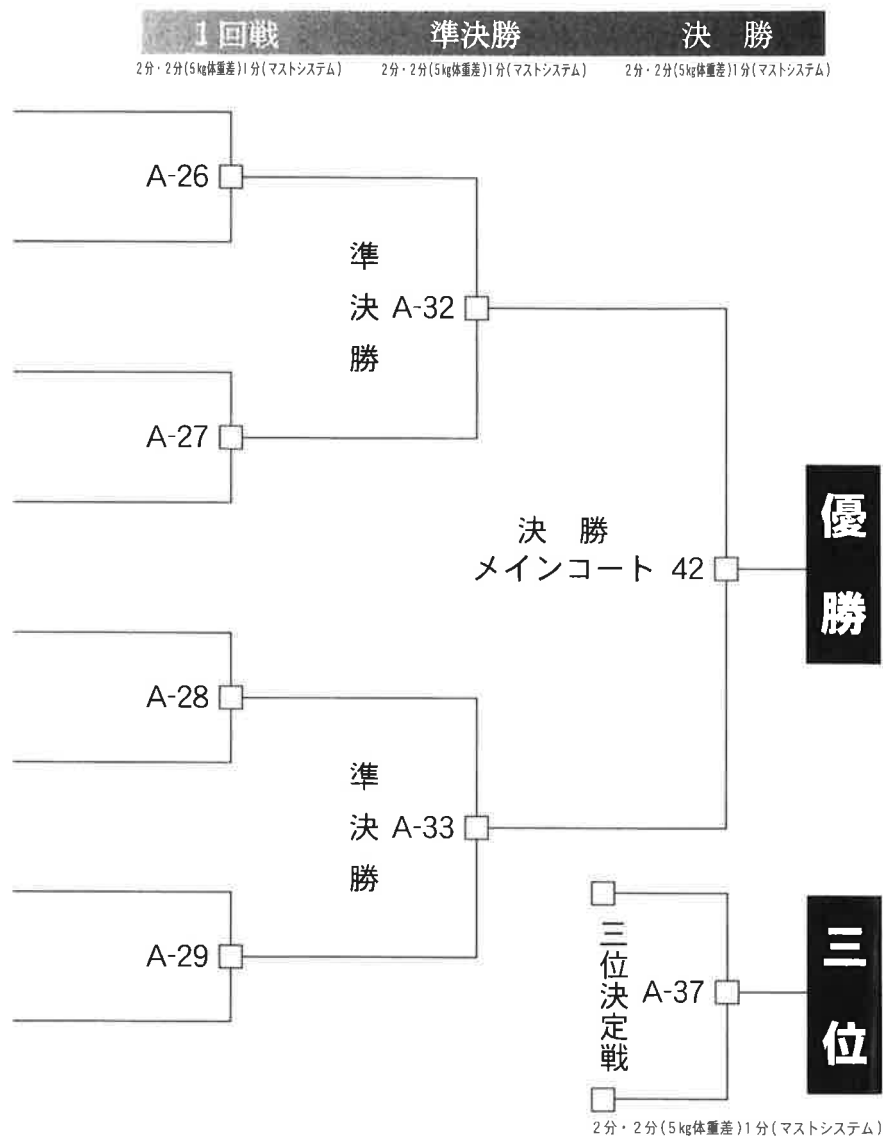 1回戦 準決勝 決 勝
2分・2分(5kg体重差)1分(マストシステム) 2分・2分(5kg体重差)1分(マストシステム) 2分・2分(5kg体重差)1分(マストシステム)
A-26
準決勝 A-32
A-27
決 勝
メインコート 42
優勝
A-28
準決勝 A-33
A-29
三位決定戦 A-37
三位
2分・2分(5kg体重差)1分(マストシステム)